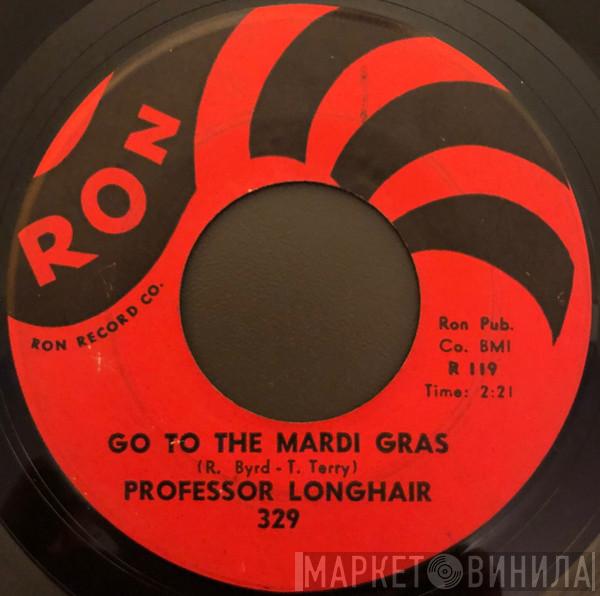 RON
RON RECORD CO.
Ron Pub.
Co. BMI
R 119
Time: 2:21
GO TO THE MARDI GRAS
(R. Byrd - T. Terry)
PROFESSOR LONGHAIR
329
МАРКЕТ ВИНИЛА